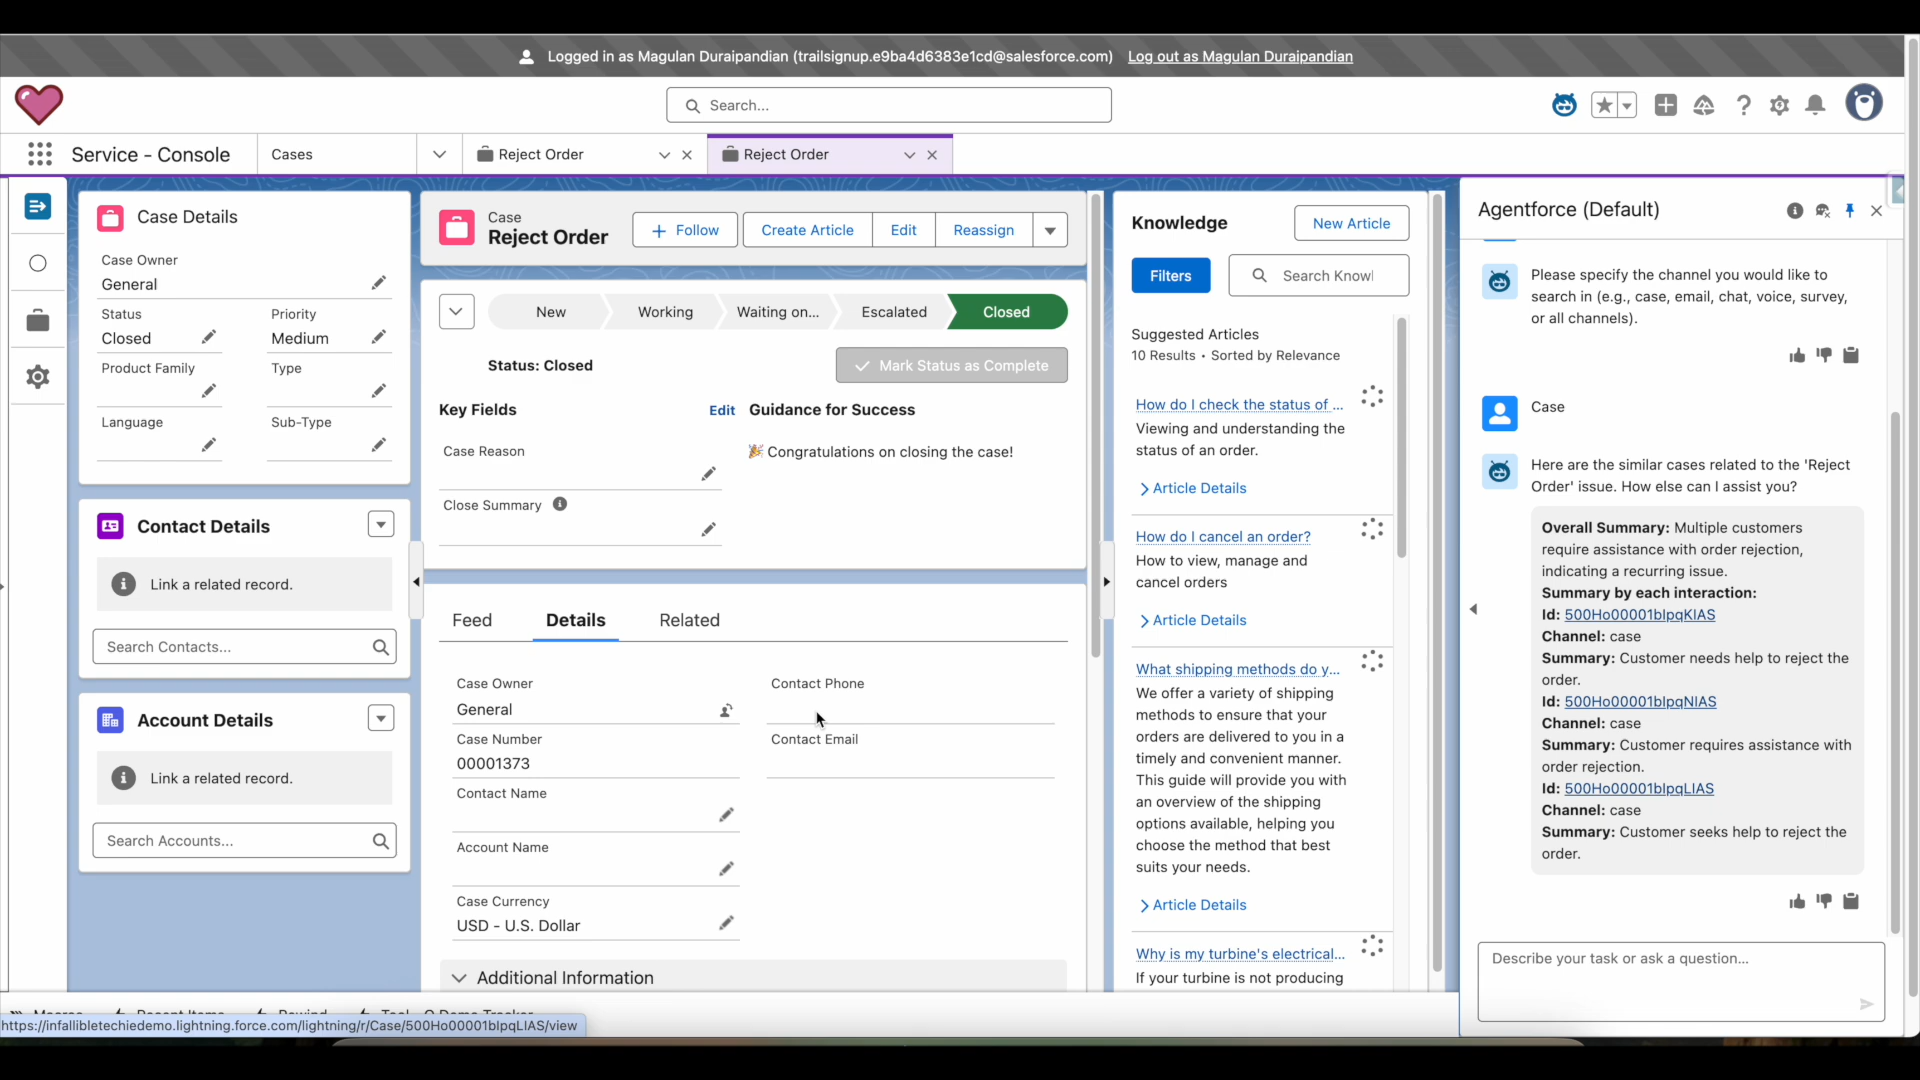 Logged in as Magulan Duraipandian (trailsignup.e9ba4d6383e1cd@salesforce.com) Log out as Magulan Duraipandian
Search...
Service - Console
Cases
Reject Order
Reject Order
Case Details
Case Owner
General
Status
Closed
Priority
Medium
Product Family
Type
Language
Sub-Type
Contact Details
Link a related record.
Search Contacts...
Account Details
Link a related record.
Search Accounts...
Case
Reject Order
Follow
Create Article
Edit
Reassign
New
Working
Waiting on...
Escalated
Closed
Status: Closed
Mark Status as Complete
Key Fields
Edit
Guidance for Success
Case Reason
🎉 Congratulations on closing the case!
Close Summary
Feed
Details
Related
Case Owner
General
Contact Phone
Case Number
00001373
Contact Email
Contact Name
Account Name
Case Currency
USD - U.S. Dollar
Additional Information
Knowledge
New Article
Filters
Search Knowl
Suggested Articles
10 Results • Sorted by Relevance
How do I check the status of ...
Viewing and understanding the
status of an order.
Article Details
How do I cancel an order?
How to view, manage and
cancel orders
Article Details
What shipping methods do y...
We offer a variety of shipping
methods to ensure that your
orders are delivered to you in a
timely and convenient manner.
This guide will provide you with
an overview of the shipping
options available, helping you
choose the method that best
suits your needs.
Article Details
Why is my turbine's electrical...
If your turbine is not producing
Agentforce (Default)
Please specify the channel you would like to
search in (e.g., case, email, chat, voice, survey,
or all channels).
Case
Here are the similar cases related to the 'Reject
Order' issue. How else can I assist you?
Overall Summary: Multiple customers
require assistance with order rejection,
indicating a recurring issue.
Summary by each interaction:
Id: 500Ho00001bIpqKIAS
Channel: case
Summary: Customer needs help to reject the
order.
Id: 500Ho00001bIpqNIAS
Channel: case
Summary: Customer requires assistance with
order rejection.
Id: 500Ho00001bIpqLIAS
Channel: case
Summary: Customer seeks help to reject the
order.
Describe your task or ask a question...
https://infallibletechiedemo.lightning.force.com/lightning/r/Case/500Ho00001bIpqLIAS/view